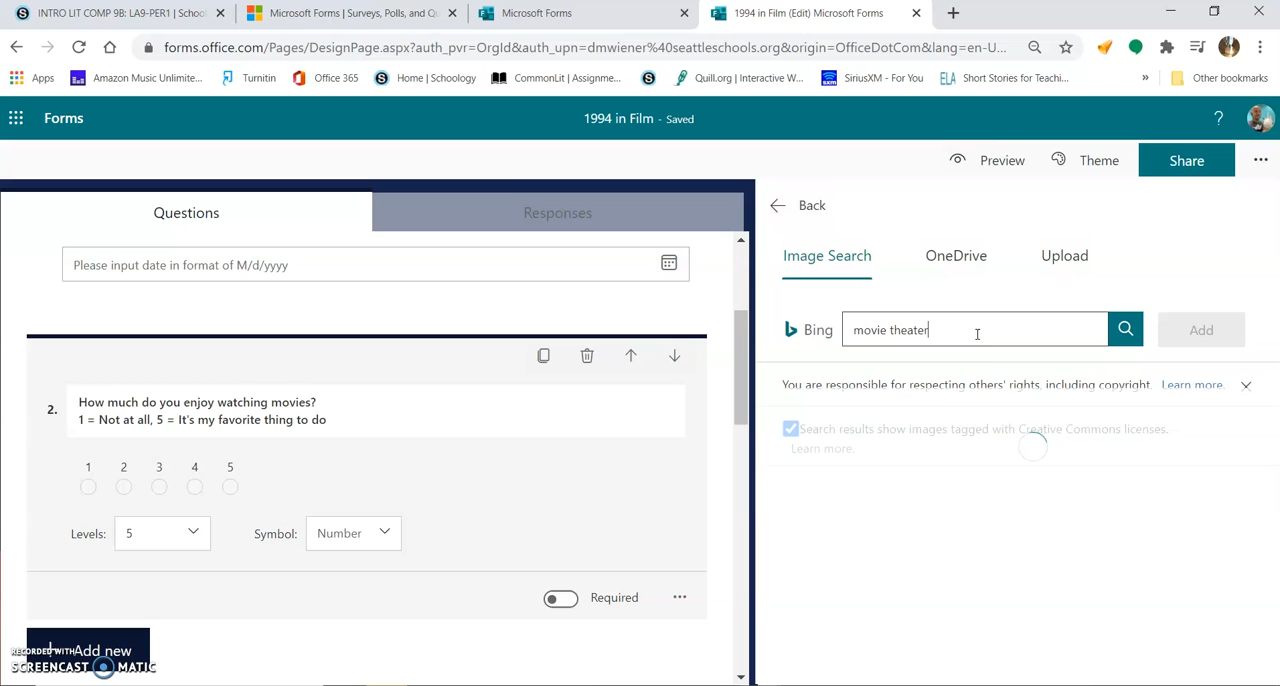 INTRO LIT COMP 9B: LA9-PER1 | School
Microsoft Forms | Surveys, Polls, and Qu
Microsoft Forms
1994 in Film (Edit) Microsoft Forms
forms.office.com/Pages/DesignPage.aspx?auth_pvr=OrgId&auth_upn=dmwiener%40seattleschools.org&origin=OfficeDotCom&lang=en-U...
Apps
Amazon Music Unlimite...
Turnitin
Office 365
Home | Schoology
CommonLit | Assignme...
Quill.org | Interactive W...
SiriusXM - For You
ELA
Short Stories for Teachi...
»
Other bookmarks
Forms
1994 in Film - Saved
?
Preview
Theme
Share
...
Questions
Responses
Back
Image Search
OneDrive
Upload
Please input date in format of M/d/yyyy
Bing
movie theater
Add
You are responsible for respecting others' rights, including copyright. Learn more.
Search results show images tagged with Creative Commons licenses.
Learn more.
2.
How much do you enjoy watching movies?
1 = Not at all, 5 = It's my favorite thing to do
1 2 3 4 5
Levels: 5
Symbol: Number
Required
...
Add new
RECORDED WITH
SCREENCAST MATIC